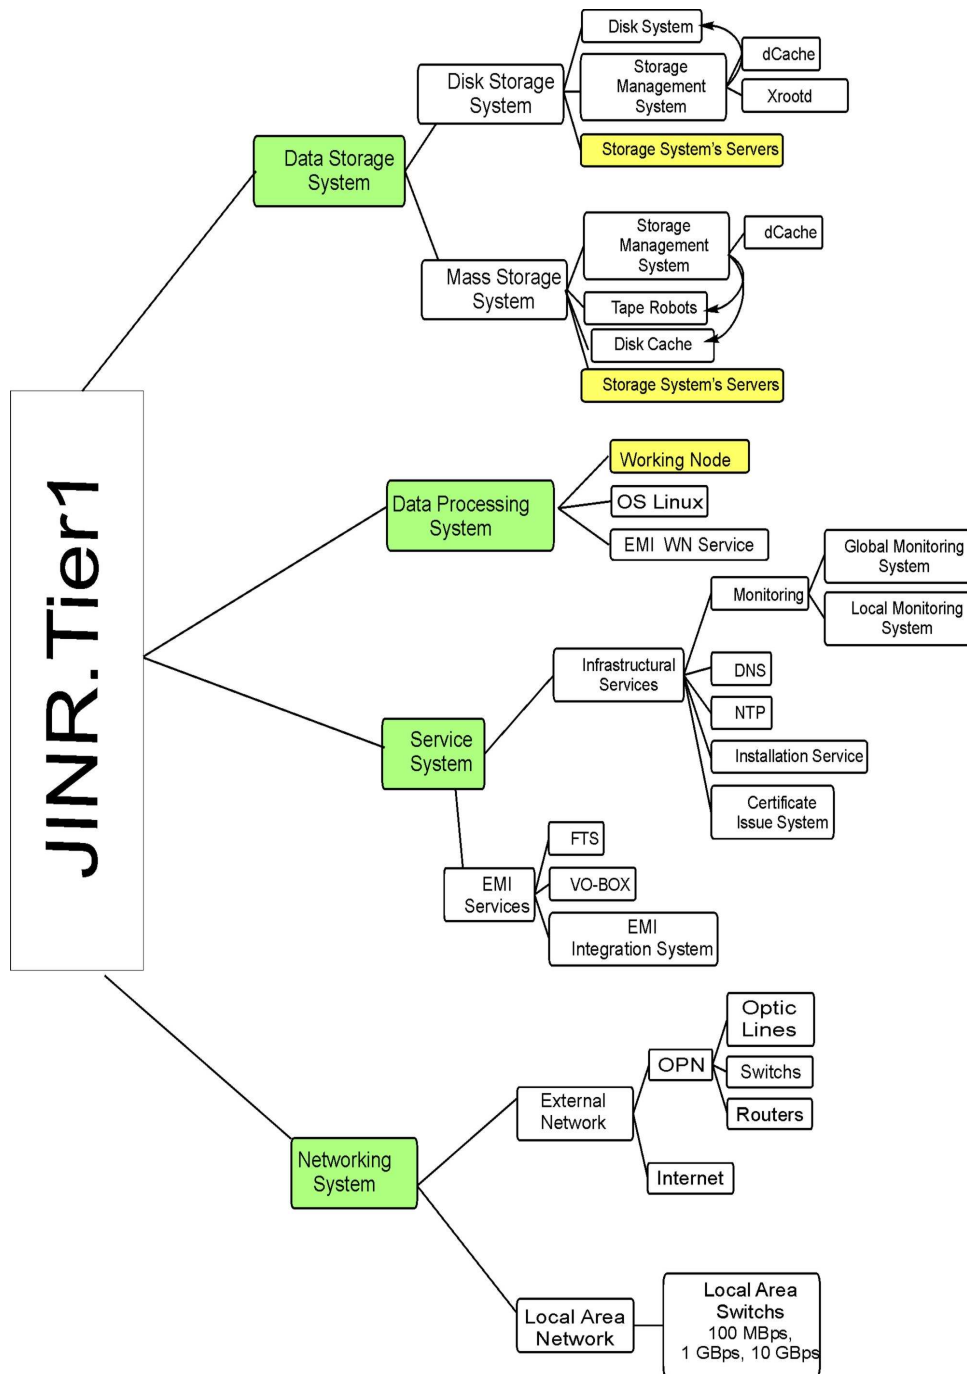 JINR.Tier1
Data Storage
System
Disk Storage
System
Disk System
Storage
Management
System
dCache
Xrootd
Storage System's Servers
Mass Storage
System
Storage
Management
System
dCache
Tape Robots
Disk Cache
Storage System's Servers
Data Processing
System
Working Node
OS Linux
EMI WN Service
Service
System
Infrastructural
Services
Monitoring
Global Monitoring
System
Local Monitoring
System
DNS
NTP
Installation Service
Certificate
Issue System
EMI
Services
FTS
VO-BOX
EMI
Integration System
Networking
System
External
Network
OPN
Optic
Lines
Switchs
Routers
Internet
Local Area
Network
Local Area
Switchs
100 MBps,
1 GBps, 10 GBps